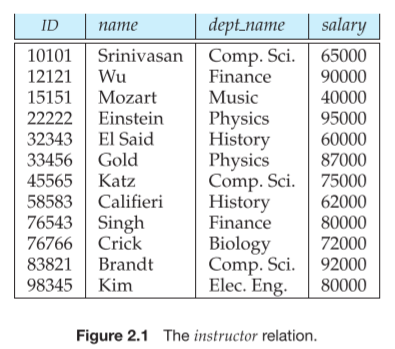 ID name dept_name salary
10101 Srinivasan Comp. Sci. 65000
12121 Wu Finance 90000
15151 Mozart Music 40000
22222 Einstein Physics 95000
32343 El Said History 60000
33456 Gold Physics 87000
45565 Katz Comp. Sci. 75000
58583 Califieri History 62000
76543 Singh Finance 80000
76766 Crick Biology 72000
83821 Brandt Comp. Sci. 92000
98345 Kim Elec. Eng. 80000
Figure 2.1 The instructor relation.